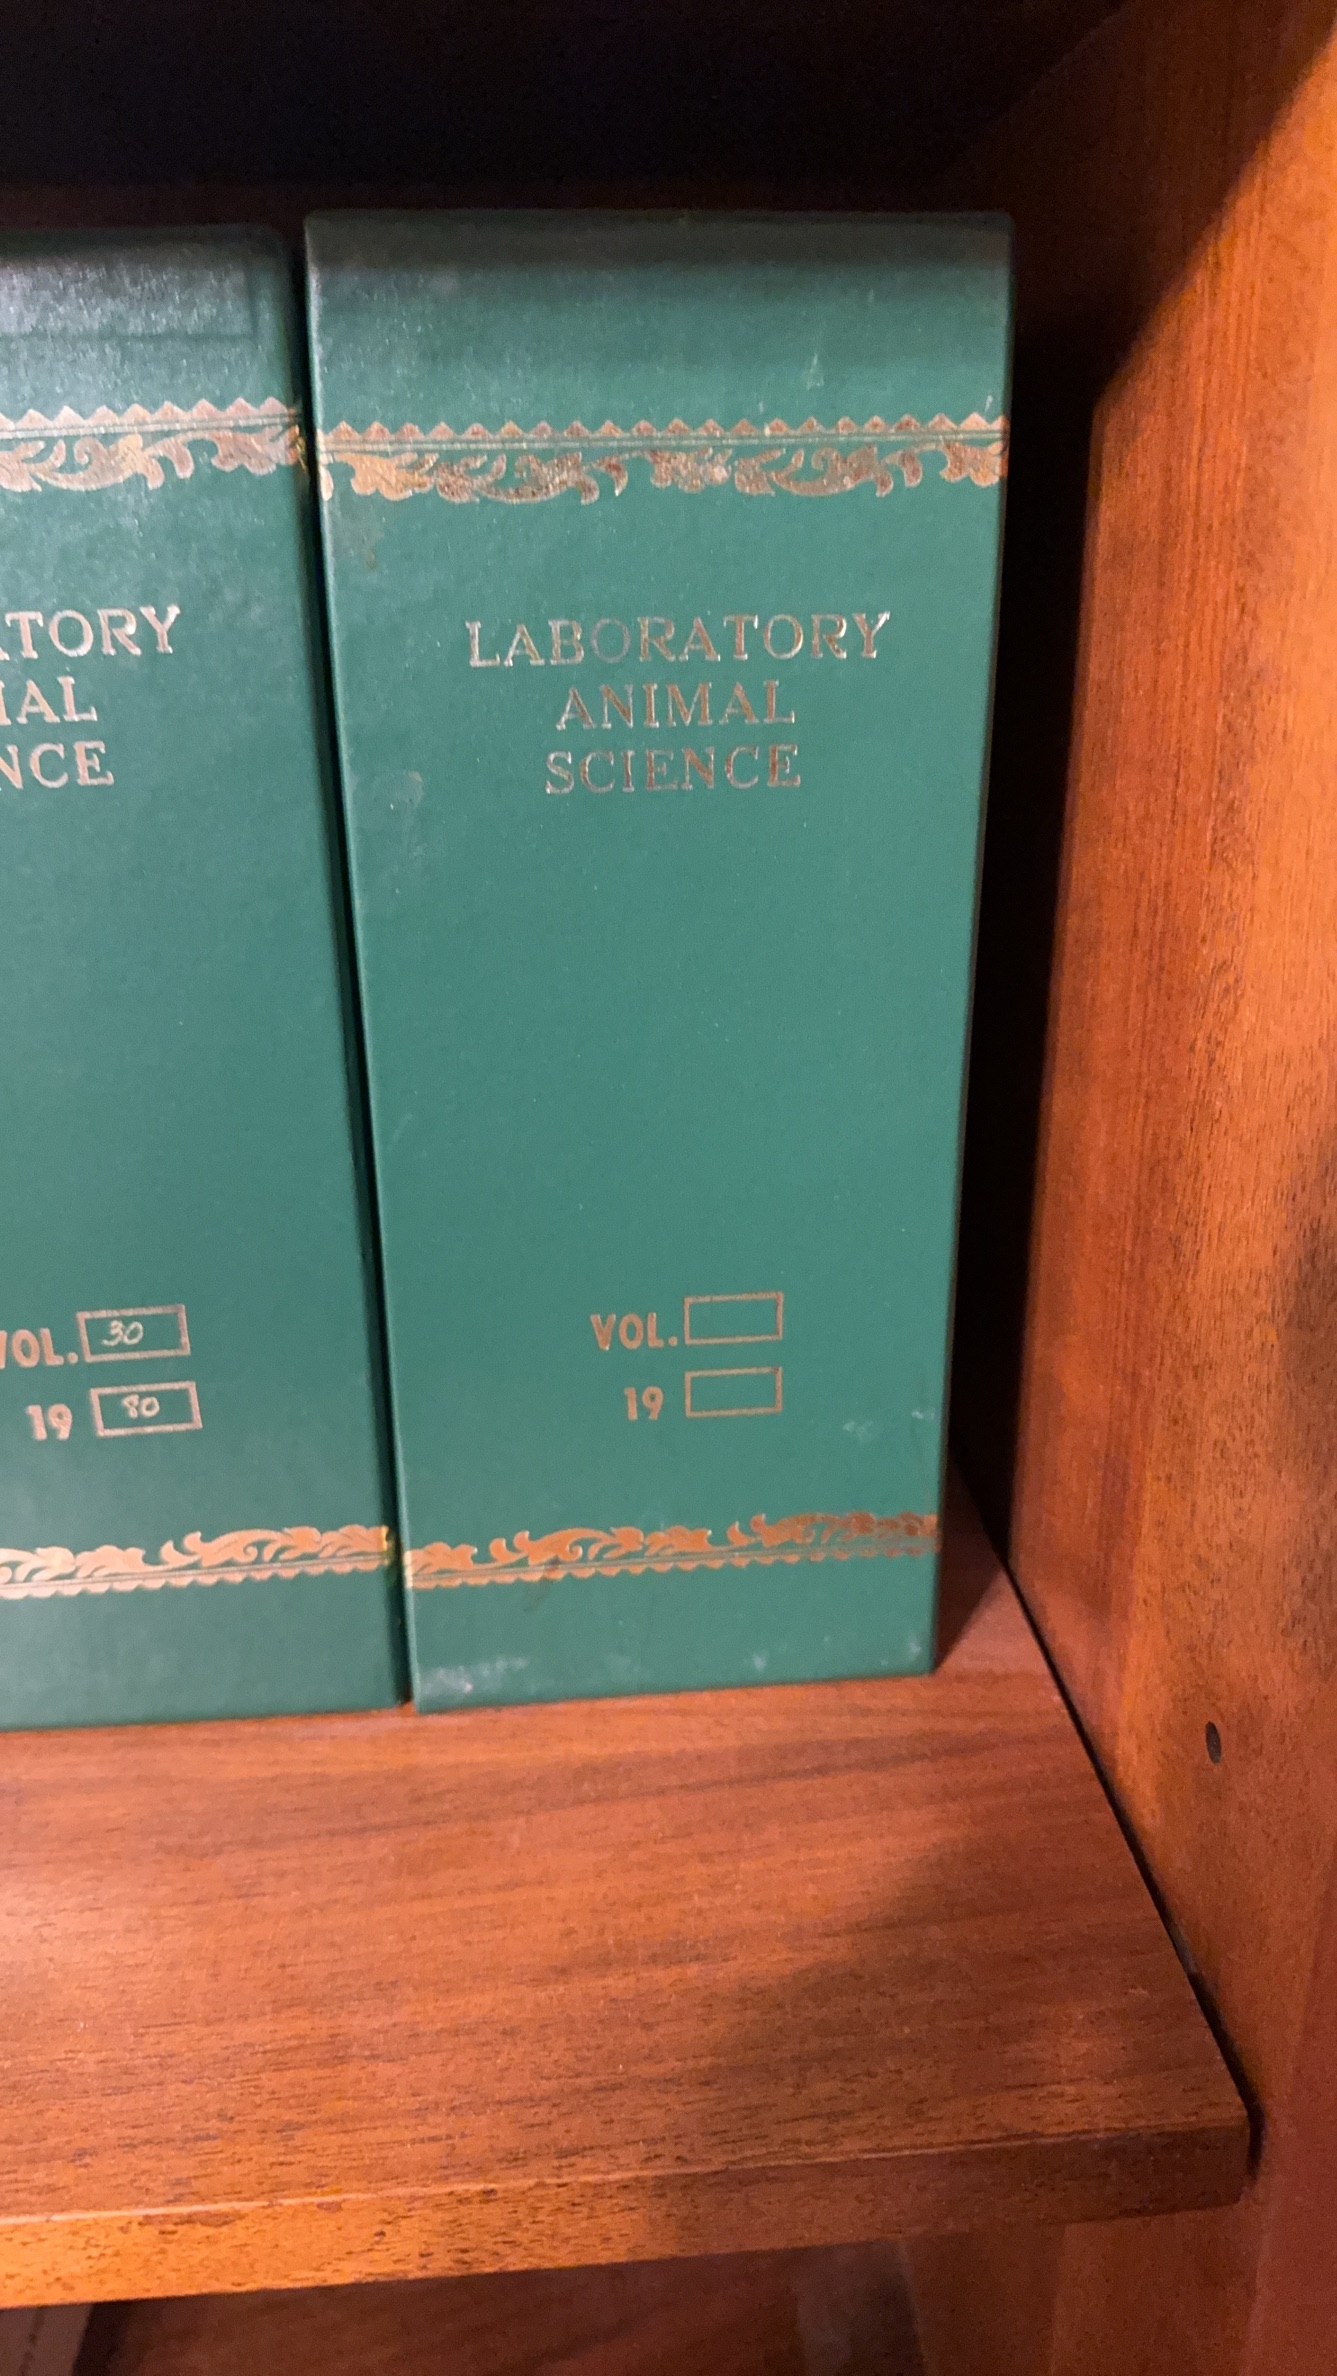 ATORY
IAL
NCE
VOL. 30
19 80
LABORATORY
ANIMAL
SCIENCE
VOL.
19